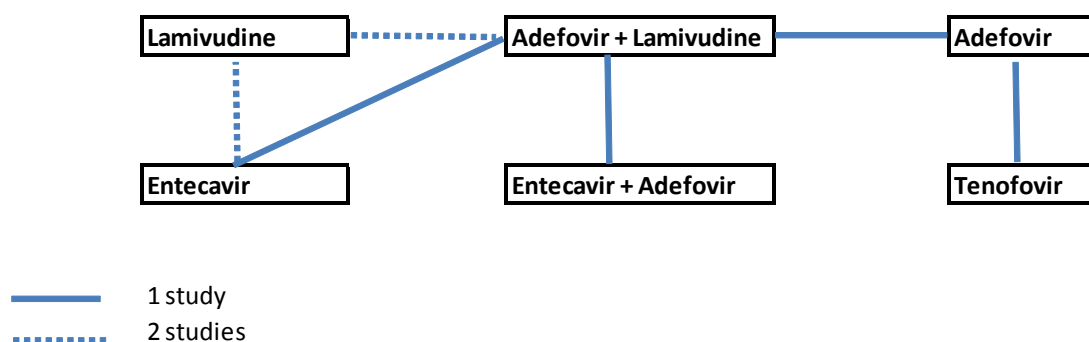 Lamivudine
Adefovir + Lamivudine
Adefovir
Entecavir
Entecavir + Adefovir
Tenofovir
1 study
2 studies